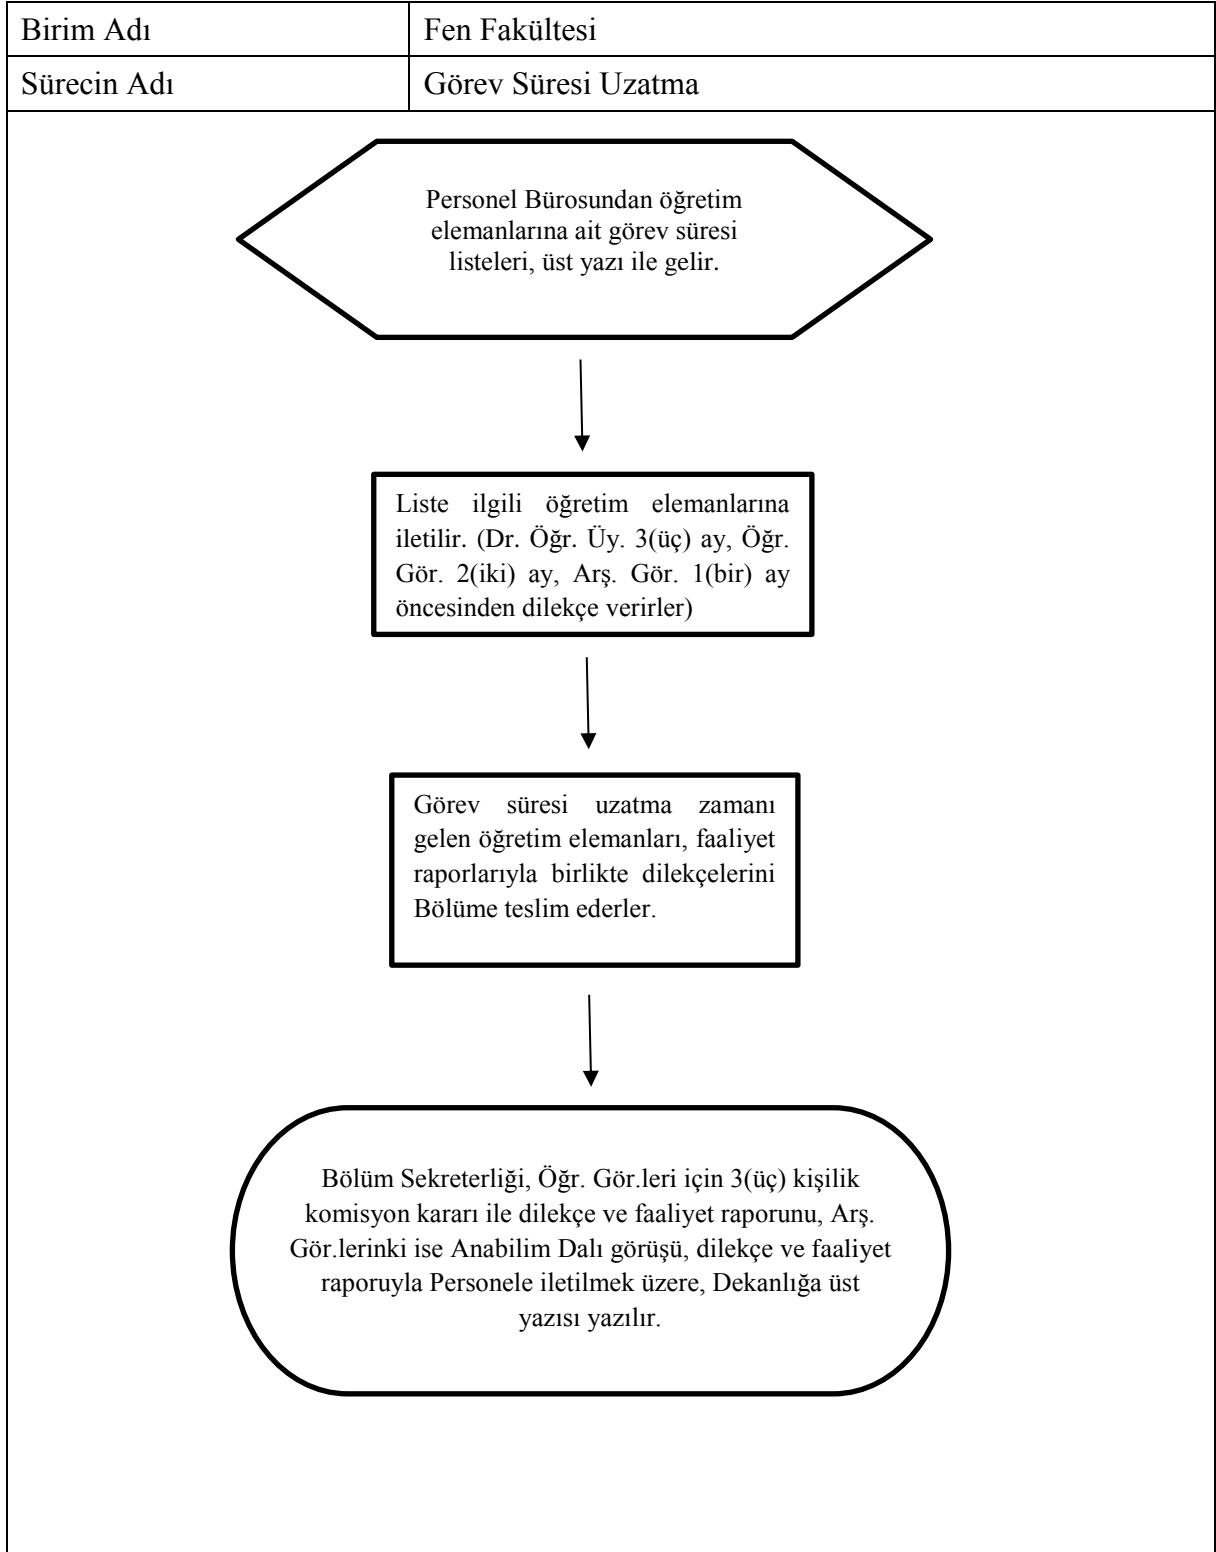 Birim Adı Fen Fakültesi
Sürecin Adı Görev Süresi Uzatma
Personel Bürosundan öğretim
elemanlarına ait görev süresi
listeleri, üst yazı ile gelir.
Liste ilgili öğretim elemanlarına
iletilir. (Dr. Öğr. Üy. 3(üç) ay, Öğr.
Gör. 2(iki) ay, Arş. Gör. 1(bir) ay
öncesinden dilekçe verirler)
Görev süresi uzatma zamanı
gelen öğretim elemanları, faaliyet
raporlarıyla birlikte dilekçelerini
Bölüme teslim ederler.
Bölüm Sekreterliği, Öğr. Gör.leri için 3(üç) kişilik
komisyon kararı ile dilekçe ve faaliyet raporunu, Arş.
Gör.lerinki ise Anabilim Dalı görüşü, dilekçe ve faaliyet
raporuyla Personele iletilmek üzere, Dekanlığa üst
yazısı yazılır.